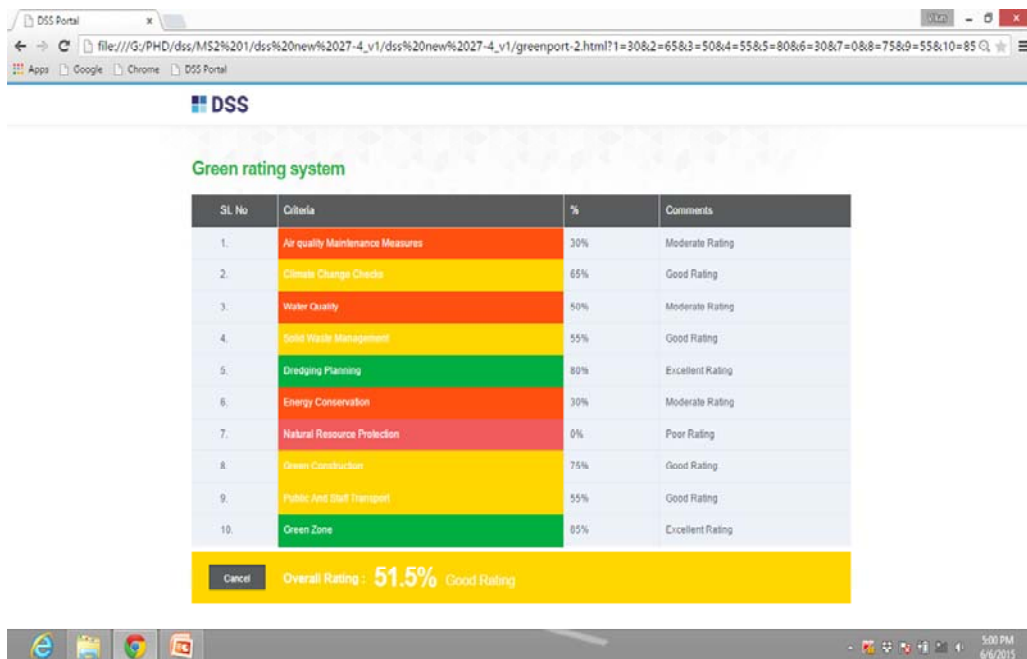 DSS Portal
file:///G:/PHD/dss/MS2%201/dss%20new%2027-4_v1/dss%20new%2027-4_v1/greenport-2.html?1=30&2=65&3=50&4=55&5=80&6=30&7=0&8=75&9=55&10=85
Apps Google Chrome DSS Portal
DSS
Green rating system
SL No Criteria % Comments
1. Air quality Maintenance Measures 30% Moderate Rating
2. Climate Change Checks 65% Good Rating
3. Water Quality 50% Moderate Rating
4. Solid Waste Management 55% Good Rating
5. Dredging Planning 80% Excellent Rating
6. Energy Conservation 30% Moderate Rating
7. Natural Resource Protection 0% Poor Rating
8. Green Construction 75% Good Rating
9. Public And Staff Transport 55% Good Rating
10. Green Zone 85% Excellent Rating
Cancel Overall Rating : 51.5% Good Rating
5:00 PM
6/6/2015